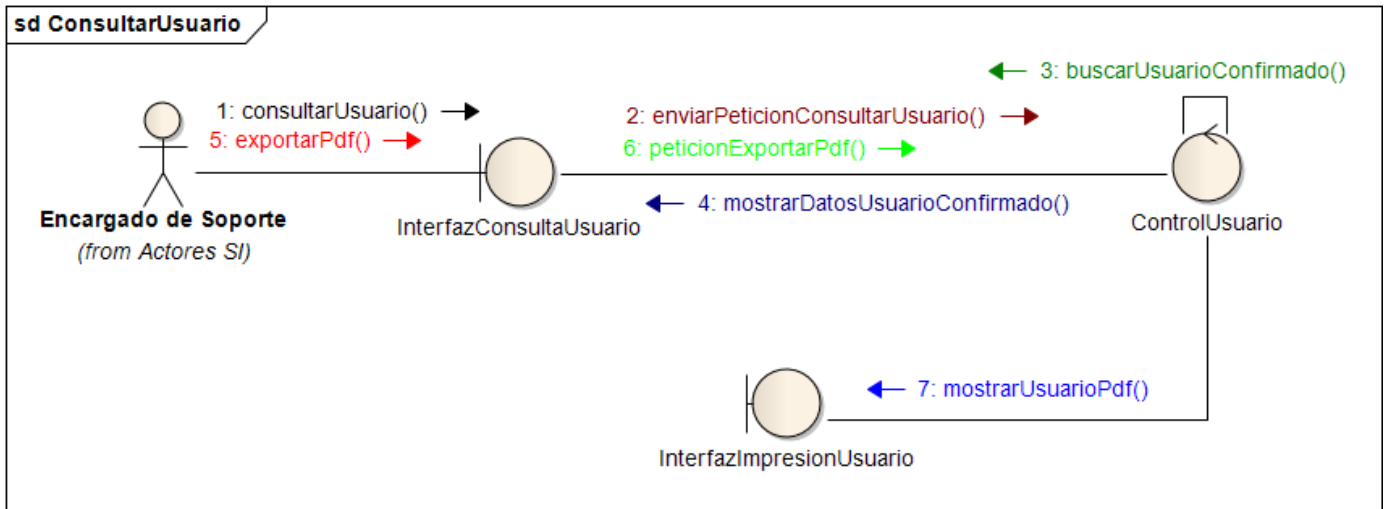 sd ConsultarUsuario
3: buscarUsuarioConfirmado()
1: consultarUsuario()
2: enviarPeticionConsultarUsuario()
5: exportarPdf()
6: peticionExportarPdf()
4: mostrarDatosUsuarioConfirmado()
Encargado de Soporte
(from Actores SI)
InterfazConsultaUsuario
ControlUsuario
7: mostrarUsuarioPdf()
InterfazImpresionUsuario